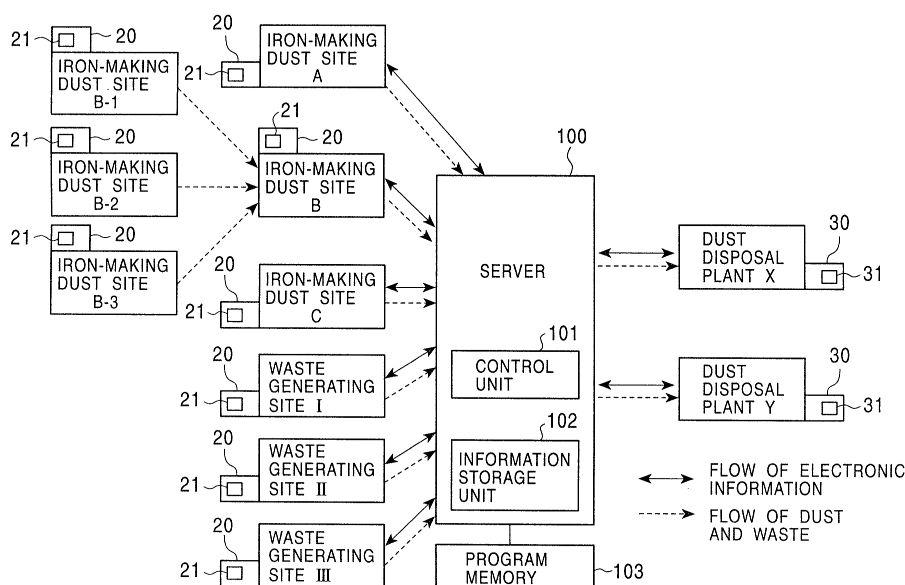 21
20
IRON-MAKING
DUST SITE
B-1
21
20
IRON-MAKING
DUST SITE
B-2
21
20
IRON-MAKING
DUST SITE
B-3
20
21
IRON-MAKING
DUST SITE
A
21
20
IRON-MAKING
DUST SITE
B
20
21
IRON-MAKING
DUST SITE
C
20
21
WASTE
GENERATING
SITE I
20
21
WASTE
GENERATING
SITE II
20
21
WASTE
GENERATING
SITE III
100
SERVER
101
CONTROL
UNIT
102
INFORMATION
STORAGE
UNIT
PROGRAM
MEMORY
103
DUST
DISPOSAL
PLANT X
30
31
DUST
DISPOSAL
PLANT Y
30
31
FLOW OF ELECTRONIC
INFORMATION
FLOW OF DUST
AND WASTE